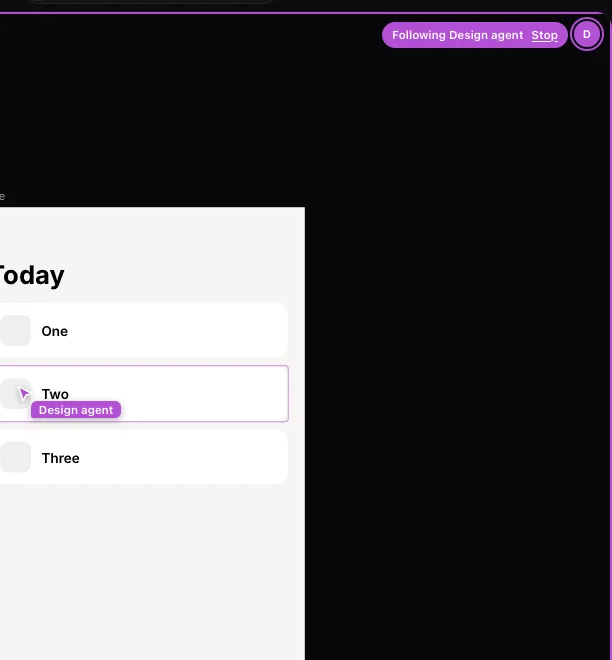 Following Design agent Stop
D
e
Today
One
Two
Design agent
Three